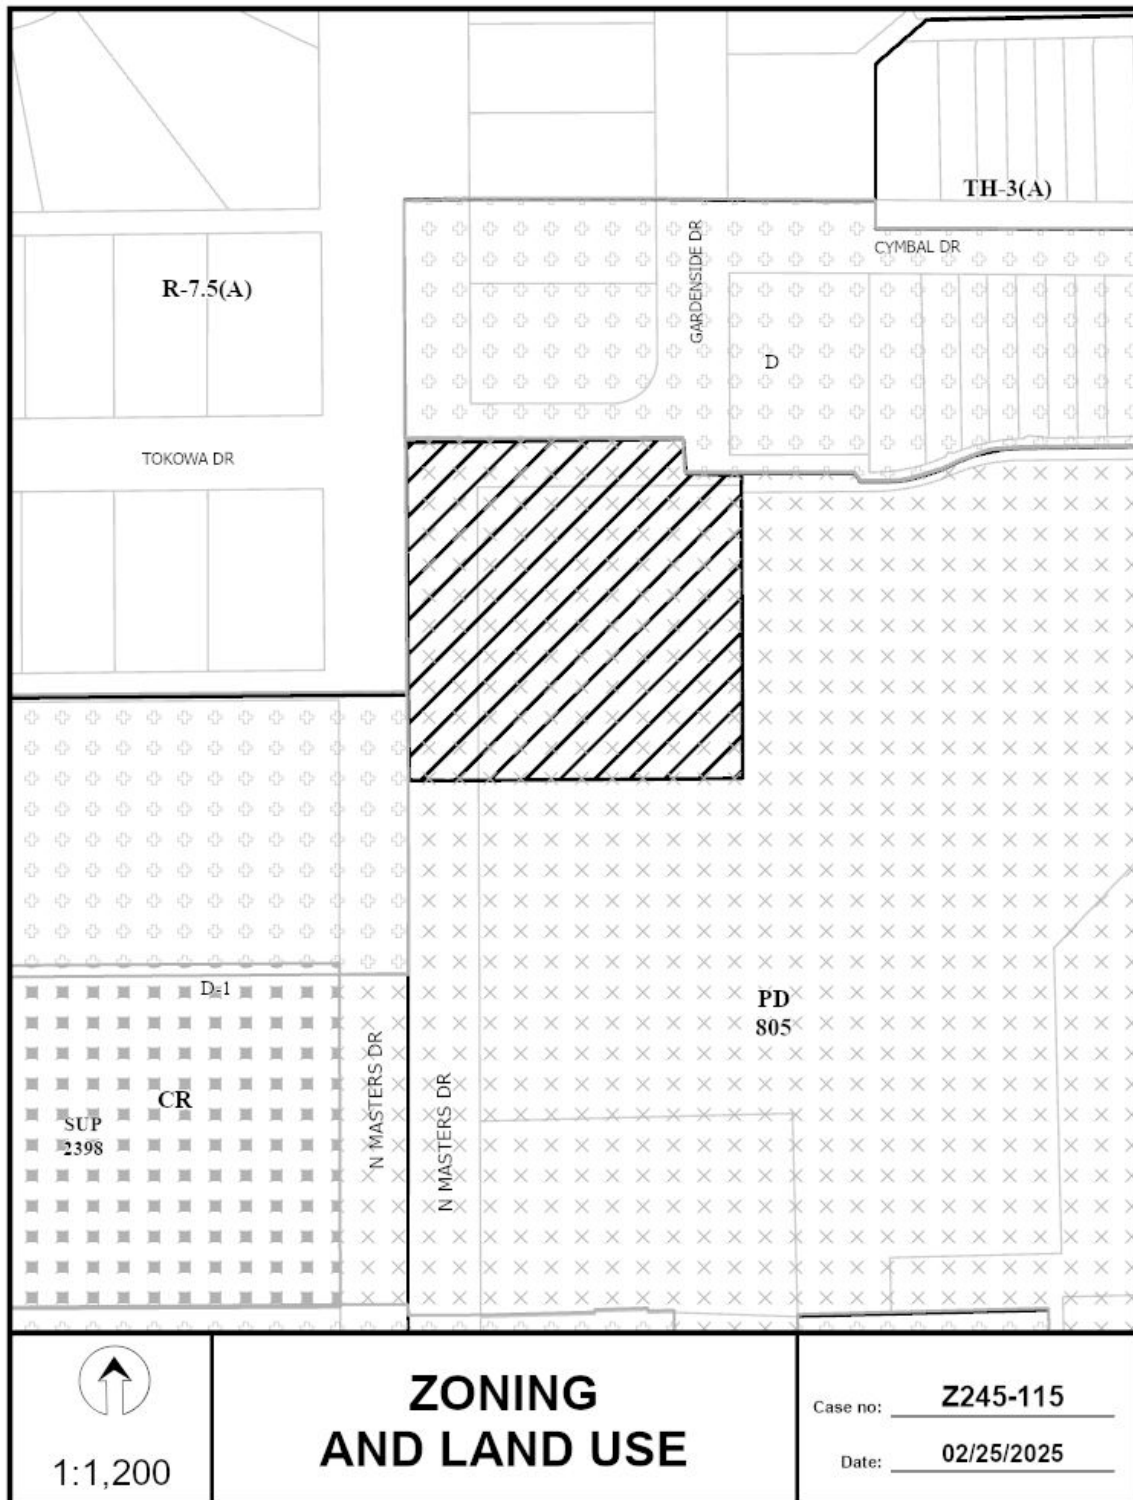 TH-3(A)
CYMBAL DR
GARDENSIDE DR
R-7.5(A)
D
TOKOWA DR
D-1
PD
805
CR
SUP
2398
N MASTERS DR
N MASTERS DR
1:1,200
ZONING
AND LAND USE
Case no: Z245-115
Date: 02/25/2025